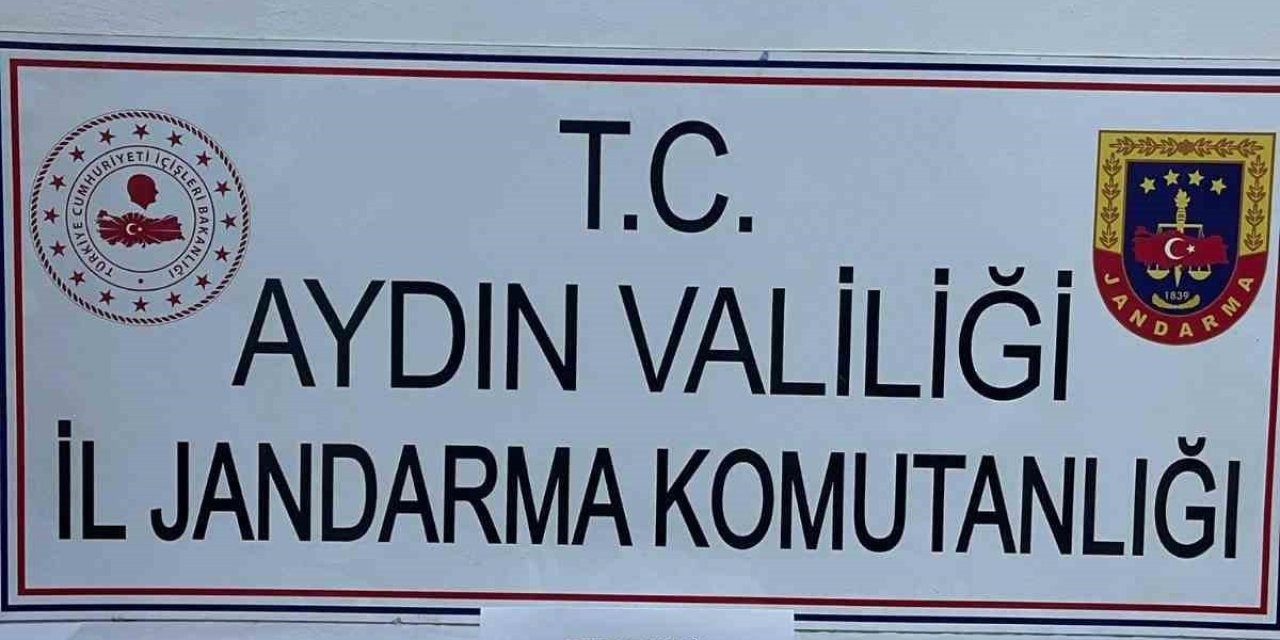 T.C.
AYDIN VALİLİĞİ
İL JANDARMA KOMUTANLIĞI
TÜRKİYE CUMHURİYETİ İÇİŞLERİ BAKANLIĞI
1839
JANDARMA